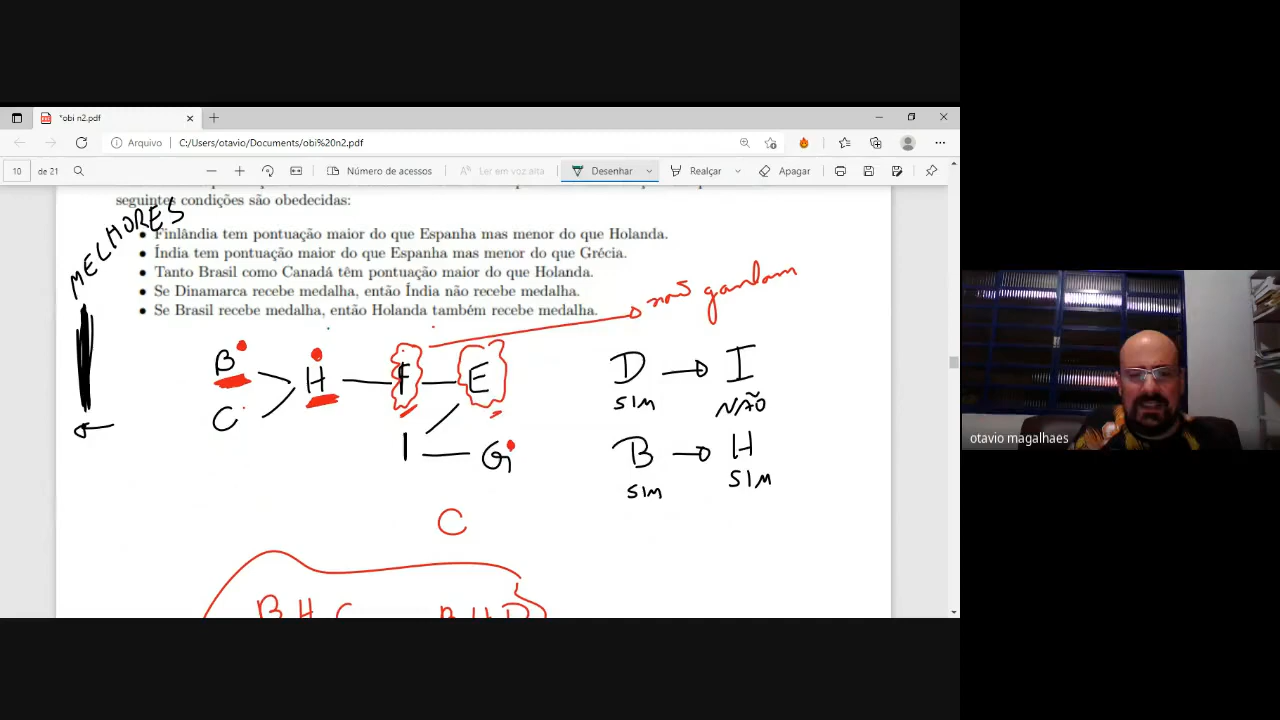 *obi n2.pdf
Arquivo C:/Users/otavio/Documents/obi%20n2.pdf
10 de 21 Número de acessos Ler em voz alta Desenhar Realçar Apagar
seguintes condições são obedecidas:
MELHORES
• Finlândia tem pontuação maior do que Espanha mas menor do que Holanda.
• Índia tem pontuação maior do que Espanha mas menor do que Grécia.
• Tanto Brasil como Canadá têm pontuação maior do que Holanda.
• Se Dinamarca recebe medalha, então Índia não recebe medalha.
• Se Brasil recebe medalha, então Holanda também recebe medalha.
não ganham
B H F E D I
SIM NÃO
C I G B H
SIM SIM
C
B H C B H D
otavio magalhaes